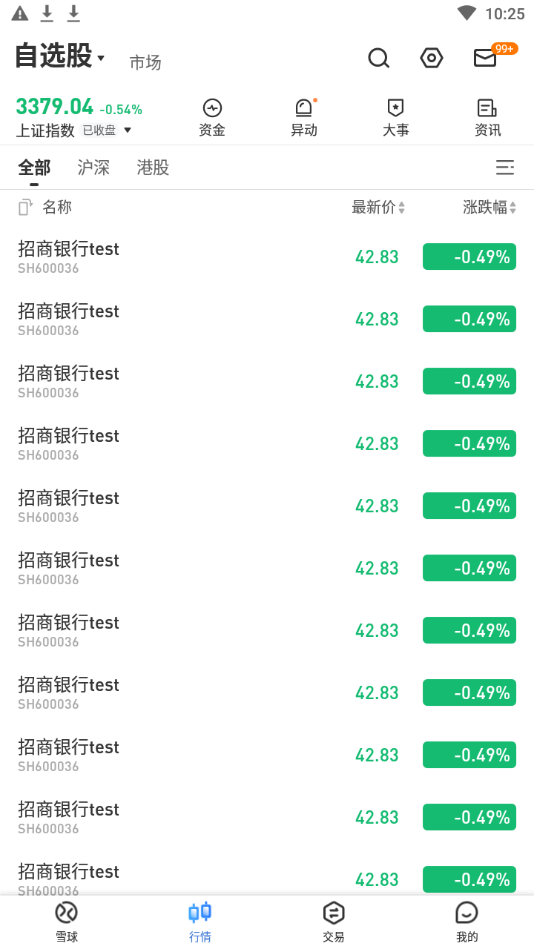 10:25
自选股 市场
99+
3379.04 -0.54%
上证指数 已收盘
资金 异动 大事 资讯
全部 沪深 港股
名称 最新价 涨跌幅
招商银行test 42.83 -0.49%
SH600036
招商银行test 42.83 -0.49%
SH600036
招商银行test 42.83 -0.49%
SH600036
招商银行test 42.83 -0.49%
SH600036
招商银行test 42.83 -0.49%
SH600036
招商银行test 42.83 -0.49%
SH600036
招商银行test 42.83 -0.49%
SH600036
招商银行test 42.83 -0.49%
SH600036
招商银行test 42.83 -0.49%
SH600036
招商银行test 42.83 -0.49%
SH600036
招商银行test 42.83 -0.49%
SH600036
雪球 行情 交易 我的